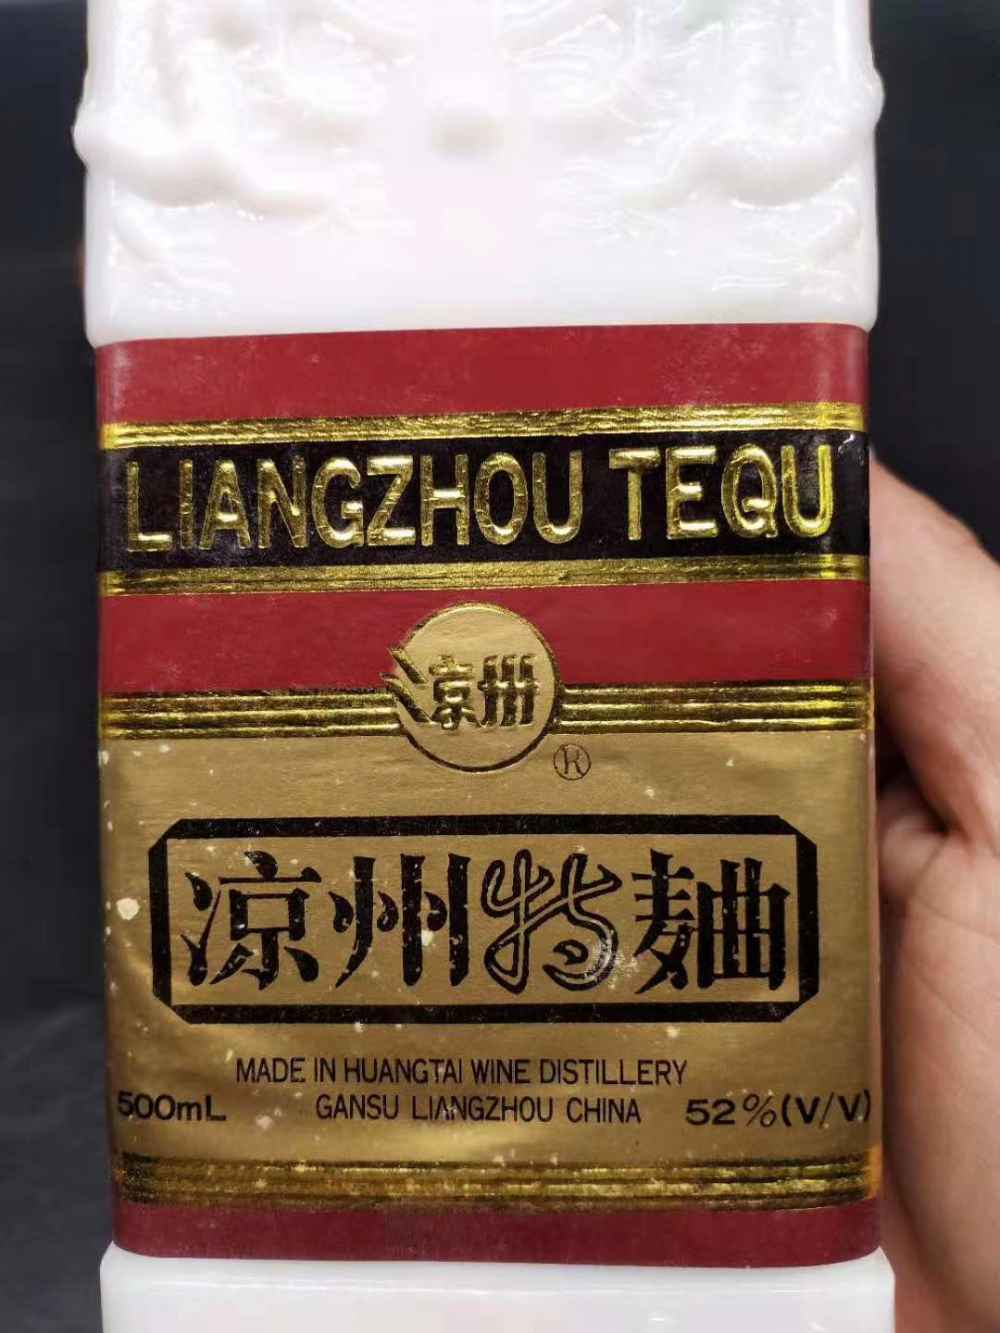 LIANGZHOU TEQU
凉州
®
凉州特麯
MADE IN HUANGTAI WINE DISTILLERY
500mL GANSU LIANGZHOU CHINA 52%(V/V)